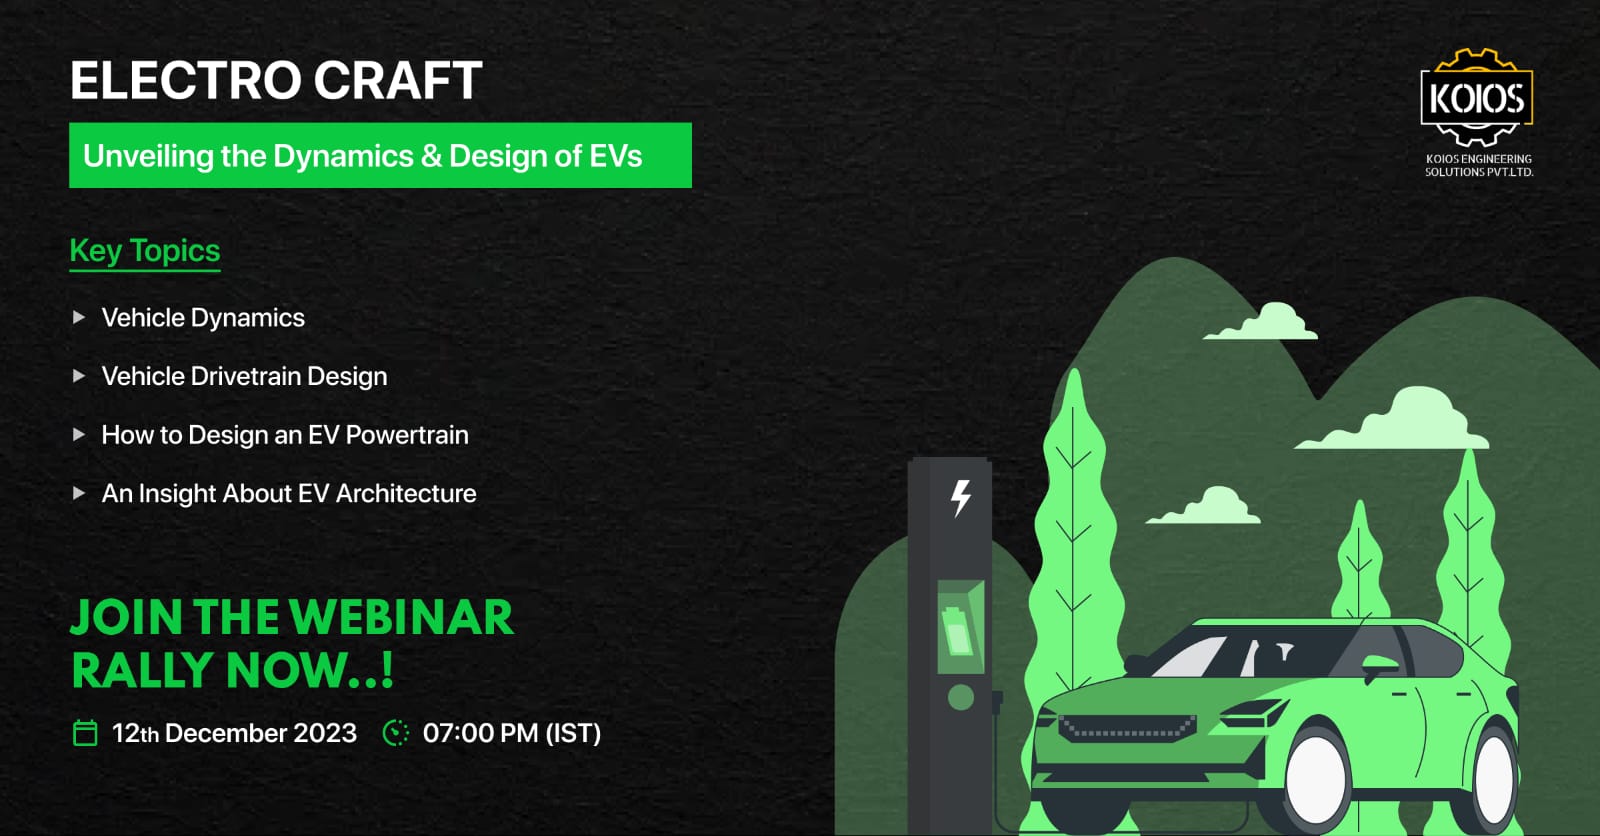 ELECTRO CRAFT
Unveiling the Dynamics & Design of EVs
KOIOS
KOIOS ENGINEERING
SOLUTIONS PVT.LTD.
Key Topics
Vehicle Dynamics
Vehicle Drivetrain Design
How to Design an EV Powertrain
An Insight About EV Architecture
JOIN THE WEBINAR
RALLY NOW..!
12th December 2023 07:00 PM (IST)